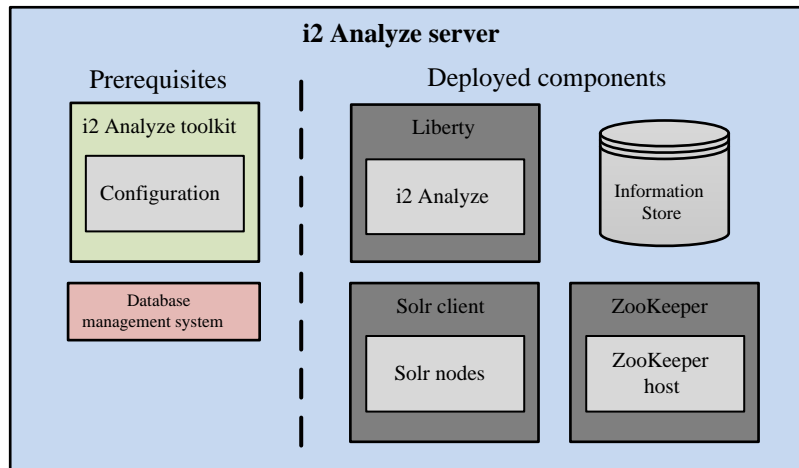 i2 Analyze server
Prerequisites
Deployed components
i2 Analyze toolkit
Configuration
Database
management system
Liberty
i2 Analyze
Information
Store
Solr client
Solr nodes
ZooKeeper
ZooKeeper
host